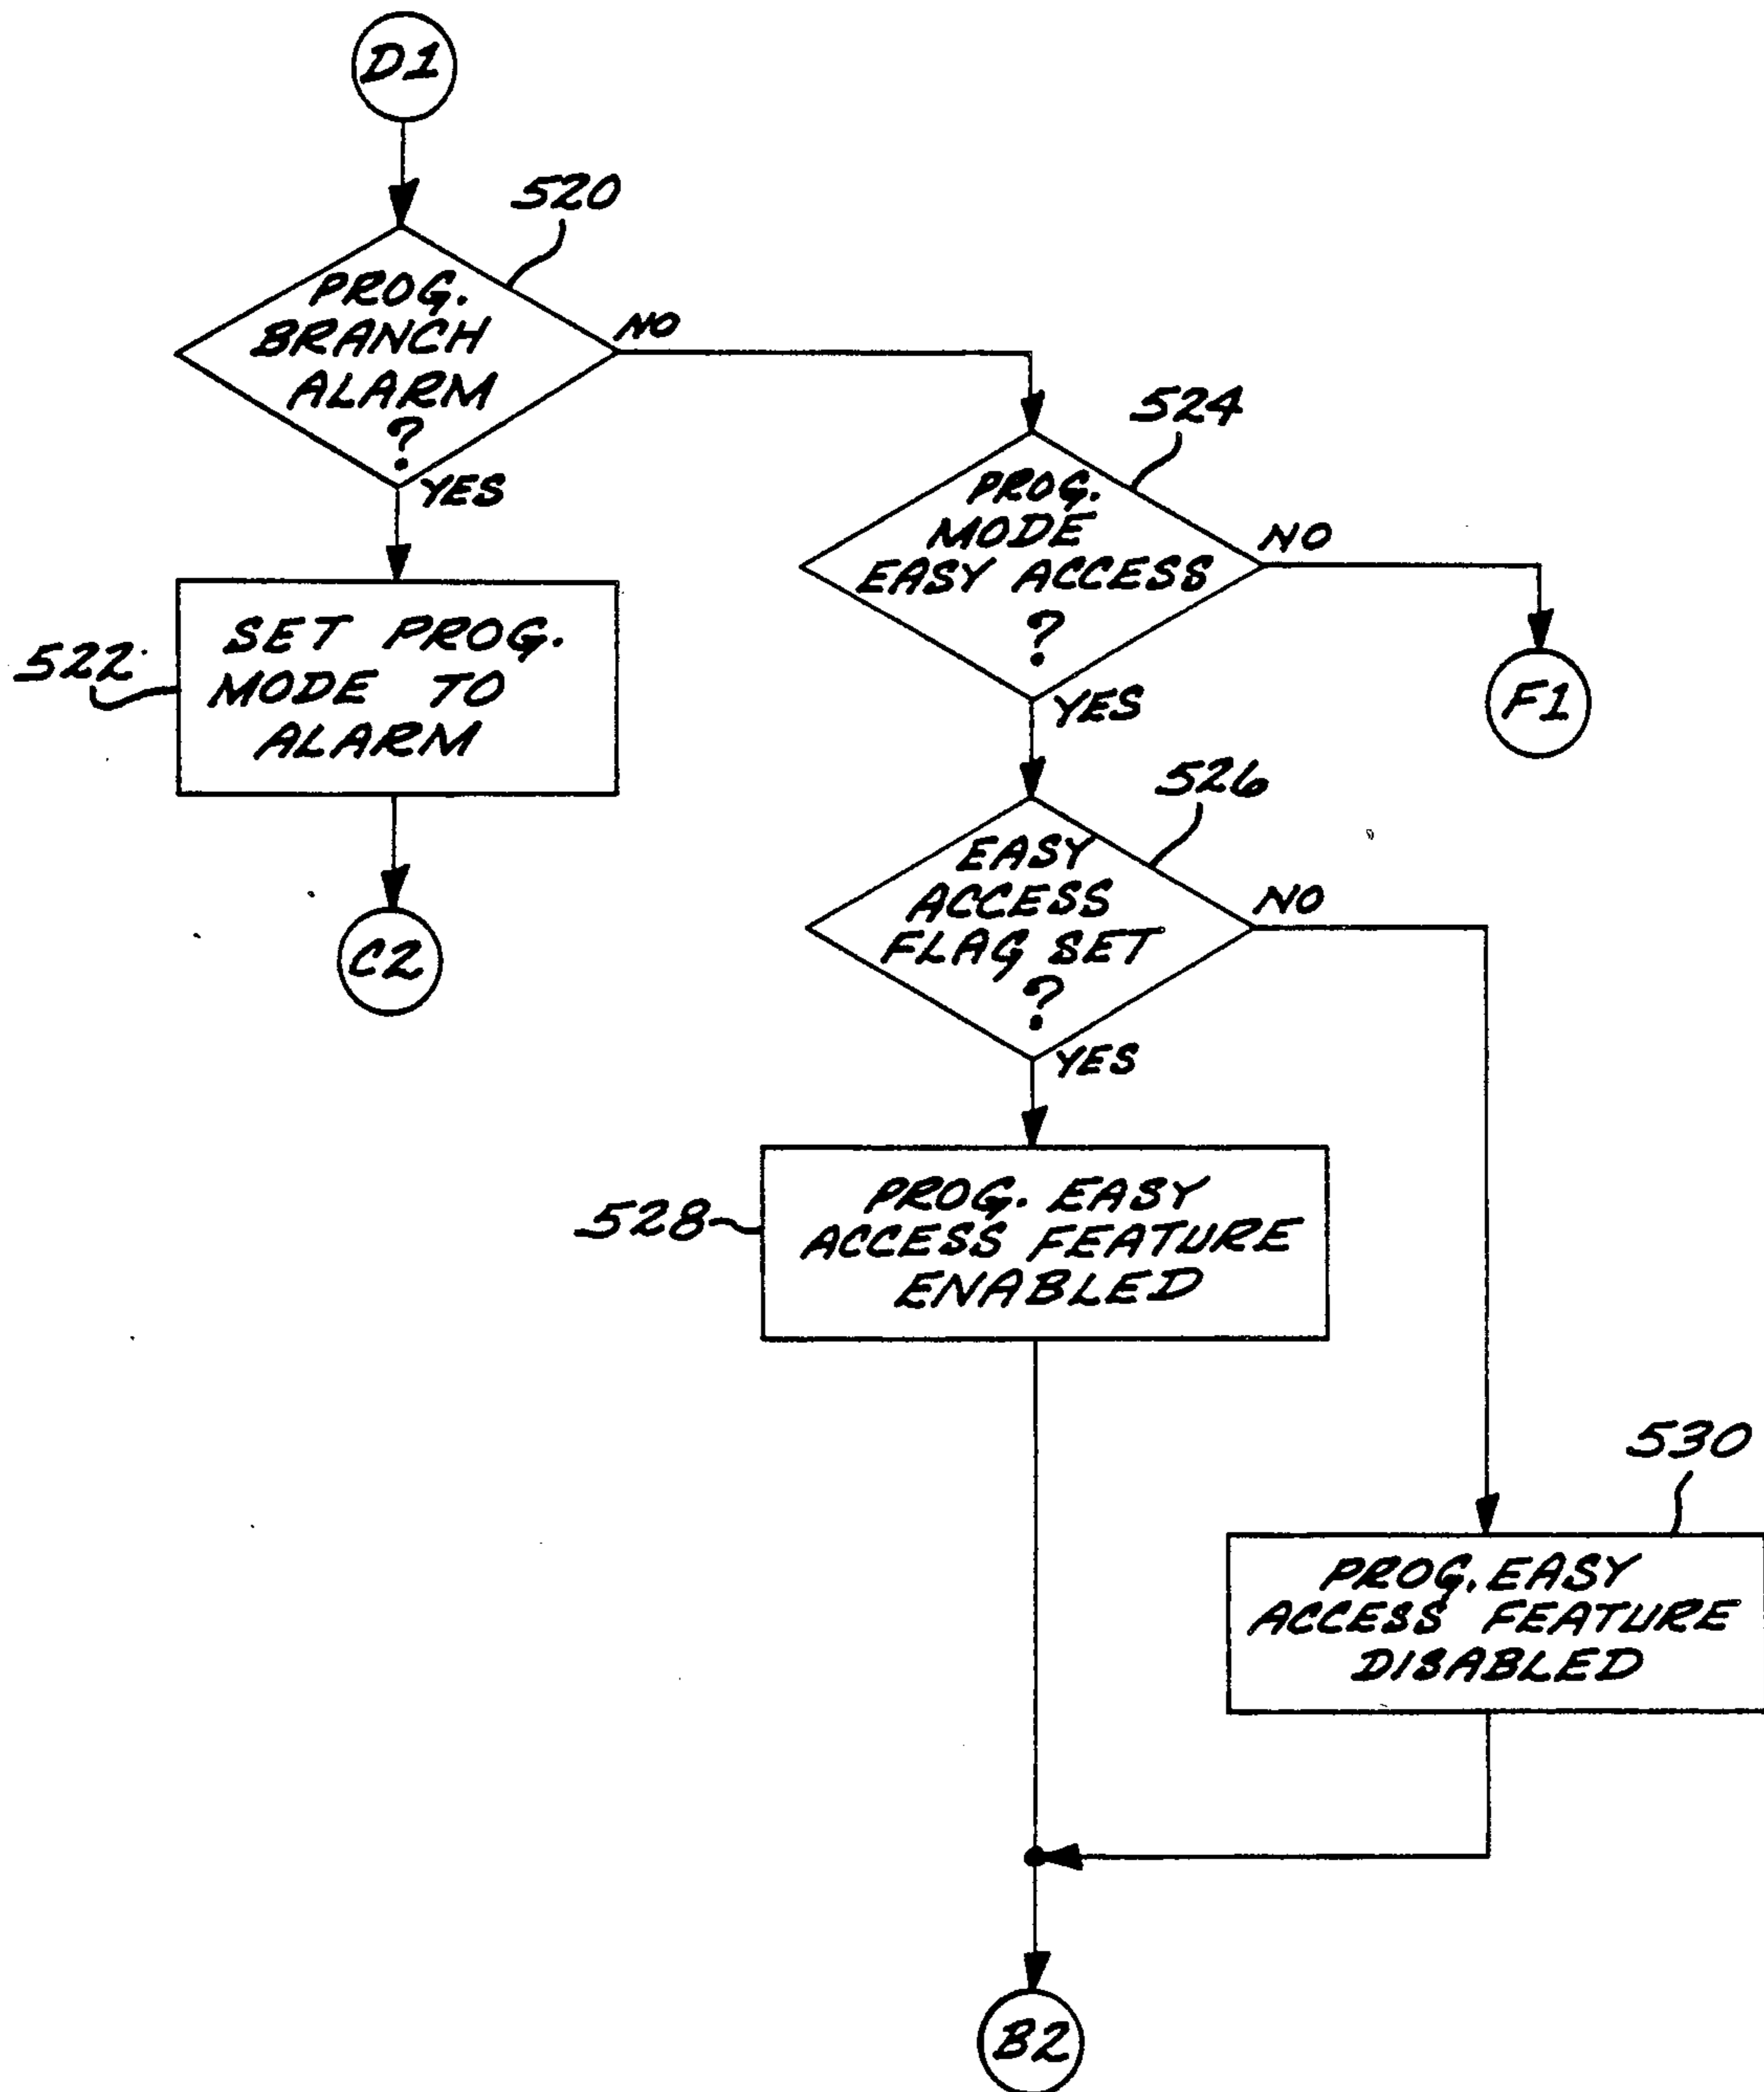 D1
520
PROG.
BRANCH
ALARM
?
NO
YES
522
SET PROG.
MODE TO
ALARM
C2
524
PROG.
MODE
EASY ACCESS
?
NO
YES
F1
526
EASY
ACCESS
FLAG SET
?
NO
YES
528
PROG. EASY
ACCESS FEATURE
ENABLED
530
PROG. EASY
ACCESS FEATURE
DISABLED
B2